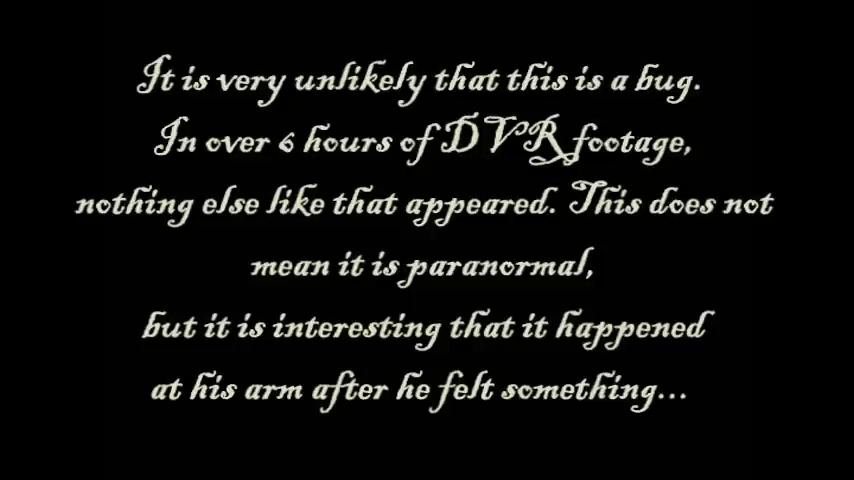 It is very unlikely that this is a bug.
In over 6 hours of DVR footage,
nothing else like that appeared. This does not
mean it is paranormal,
but it is interesting that it happened
at his arm after he felt something...